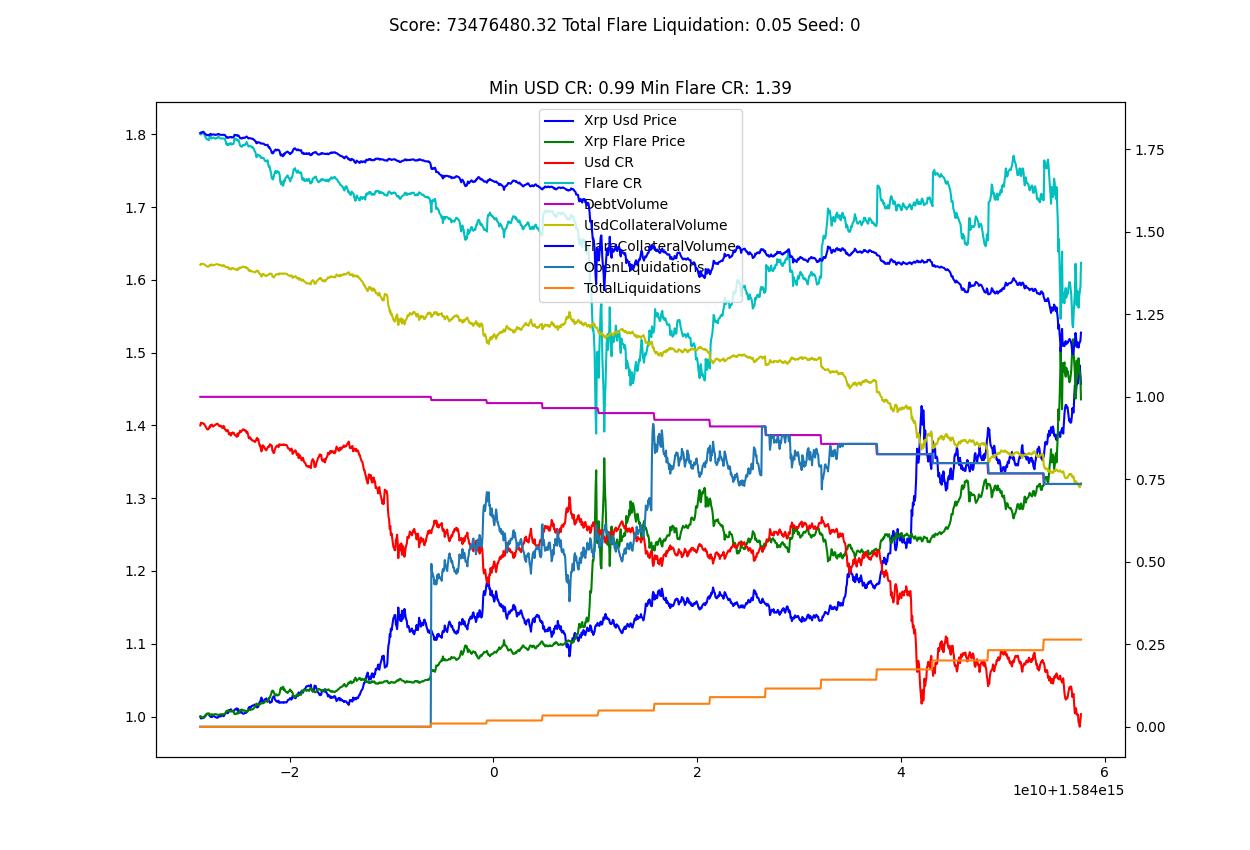 Score: 73476480.32 Total Flare Liquidation: 0.05 Seed: 0
Min USD CR: 0.99 Min Flare CR: 1.39
Xrp Usd Price
Xrp Flare Price
Usd CR
Flare CR
DebtVolume
UsdCollateralVolume
FlareCollateralVolume
OpenLiquidations
TotalLiquidations
1.8
1.7
1.6
1.5
1.4
1.3
1.2
1.1
1.0
1.75
1.50
1.25
1.00
0.75
0.50
0.25
0.00
−2
0
2
4
6
1e10+1.584e15